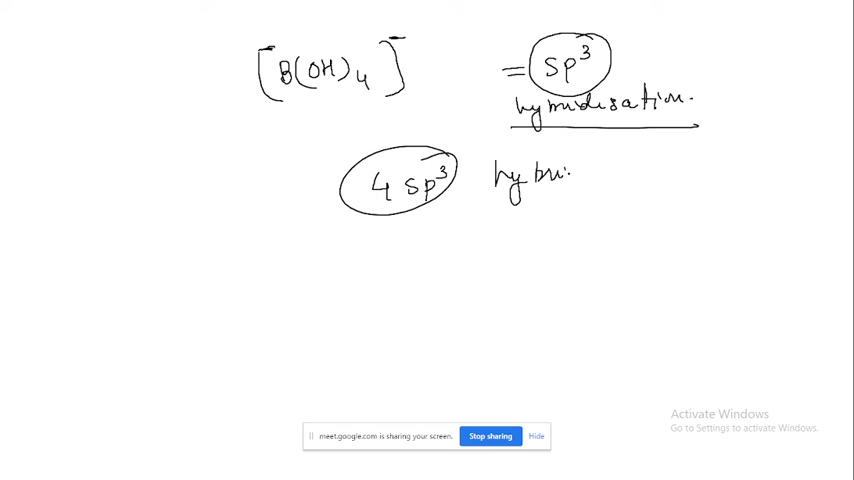 [B(OH)₄]⁻ = sp³
hybridisation.
4 sp³ hybri
Activate Windows
Go to Settings to activate Windows.
meet.google.com is sharing your screen. Stop sharing Hide